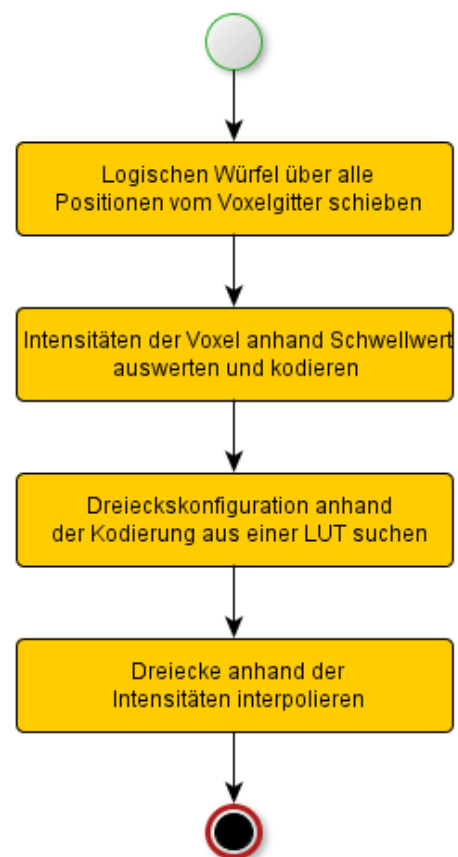 Logischen Würfel über alle
Positionen vom Voxelgitter schieben
Intensitäten der Voxel anhand Schwellwert
auswerten und kodieren
Dreieckskonfiguration anhand
der Kodierung aus einer LUT suchen
Dreiecke anhand der
Intensitäten interpolieren